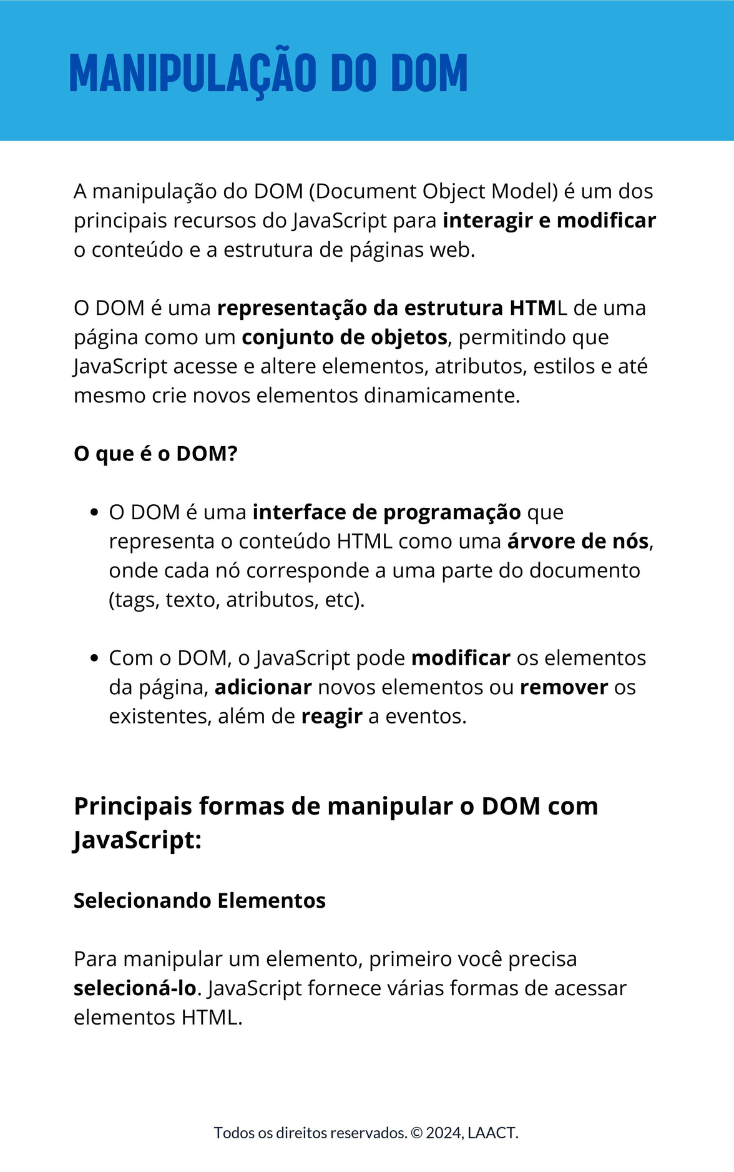 MANIPULAÇÃO DO DOM
A manipulação do DOM (Document Object Model) é um dos
principais recursos do JavaScript para interagir e modificar
o conteúdo e a estrutura de páginas web.
O DOM é uma representação da estrutura HTML de uma
página como um conjunto de objetos, permitindo que
JavaScript acesse e altere elementos, atributos, estilos e até
mesmo crie novos elementos dinamicamente.
O que é o DOM?
• O DOM é uma interface de programação que
representa o conteúdo HTML como uma árvore de nós,
onde cada nó corresponde a uma parte do documento
(tags, texto, atributos, etc).
• Com o DOM, o JavaScript pode modificar os elementos
da página, adicionar novos elementos ou remover os
existentes, além de reagir a eventos.
Principais formas de manipular o DOM com
JavaScript:
Selecionando Elementos
Para manipular um elemento, primeiro você precisa
selecioná-lo. JavaScript fornece várias formas de acessar
elementos HTML.
Todos os direitos reservados. © 2024, LAACT.